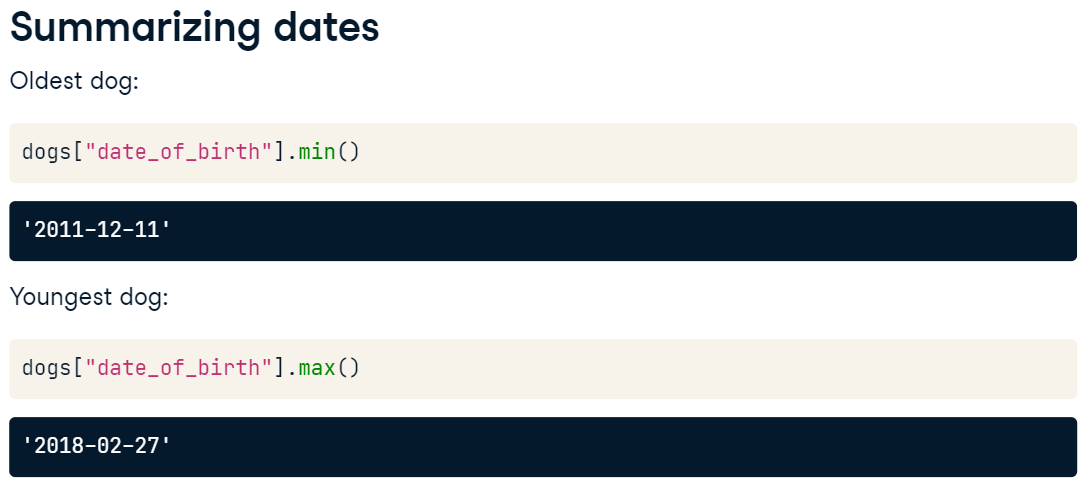 Summarizing dates
Oldest dog:
dogs["date_of_birth"].min()
'2011-12-11'
Youngest dog:
dogs["date_of_birth"].max()
'2018-02-27'